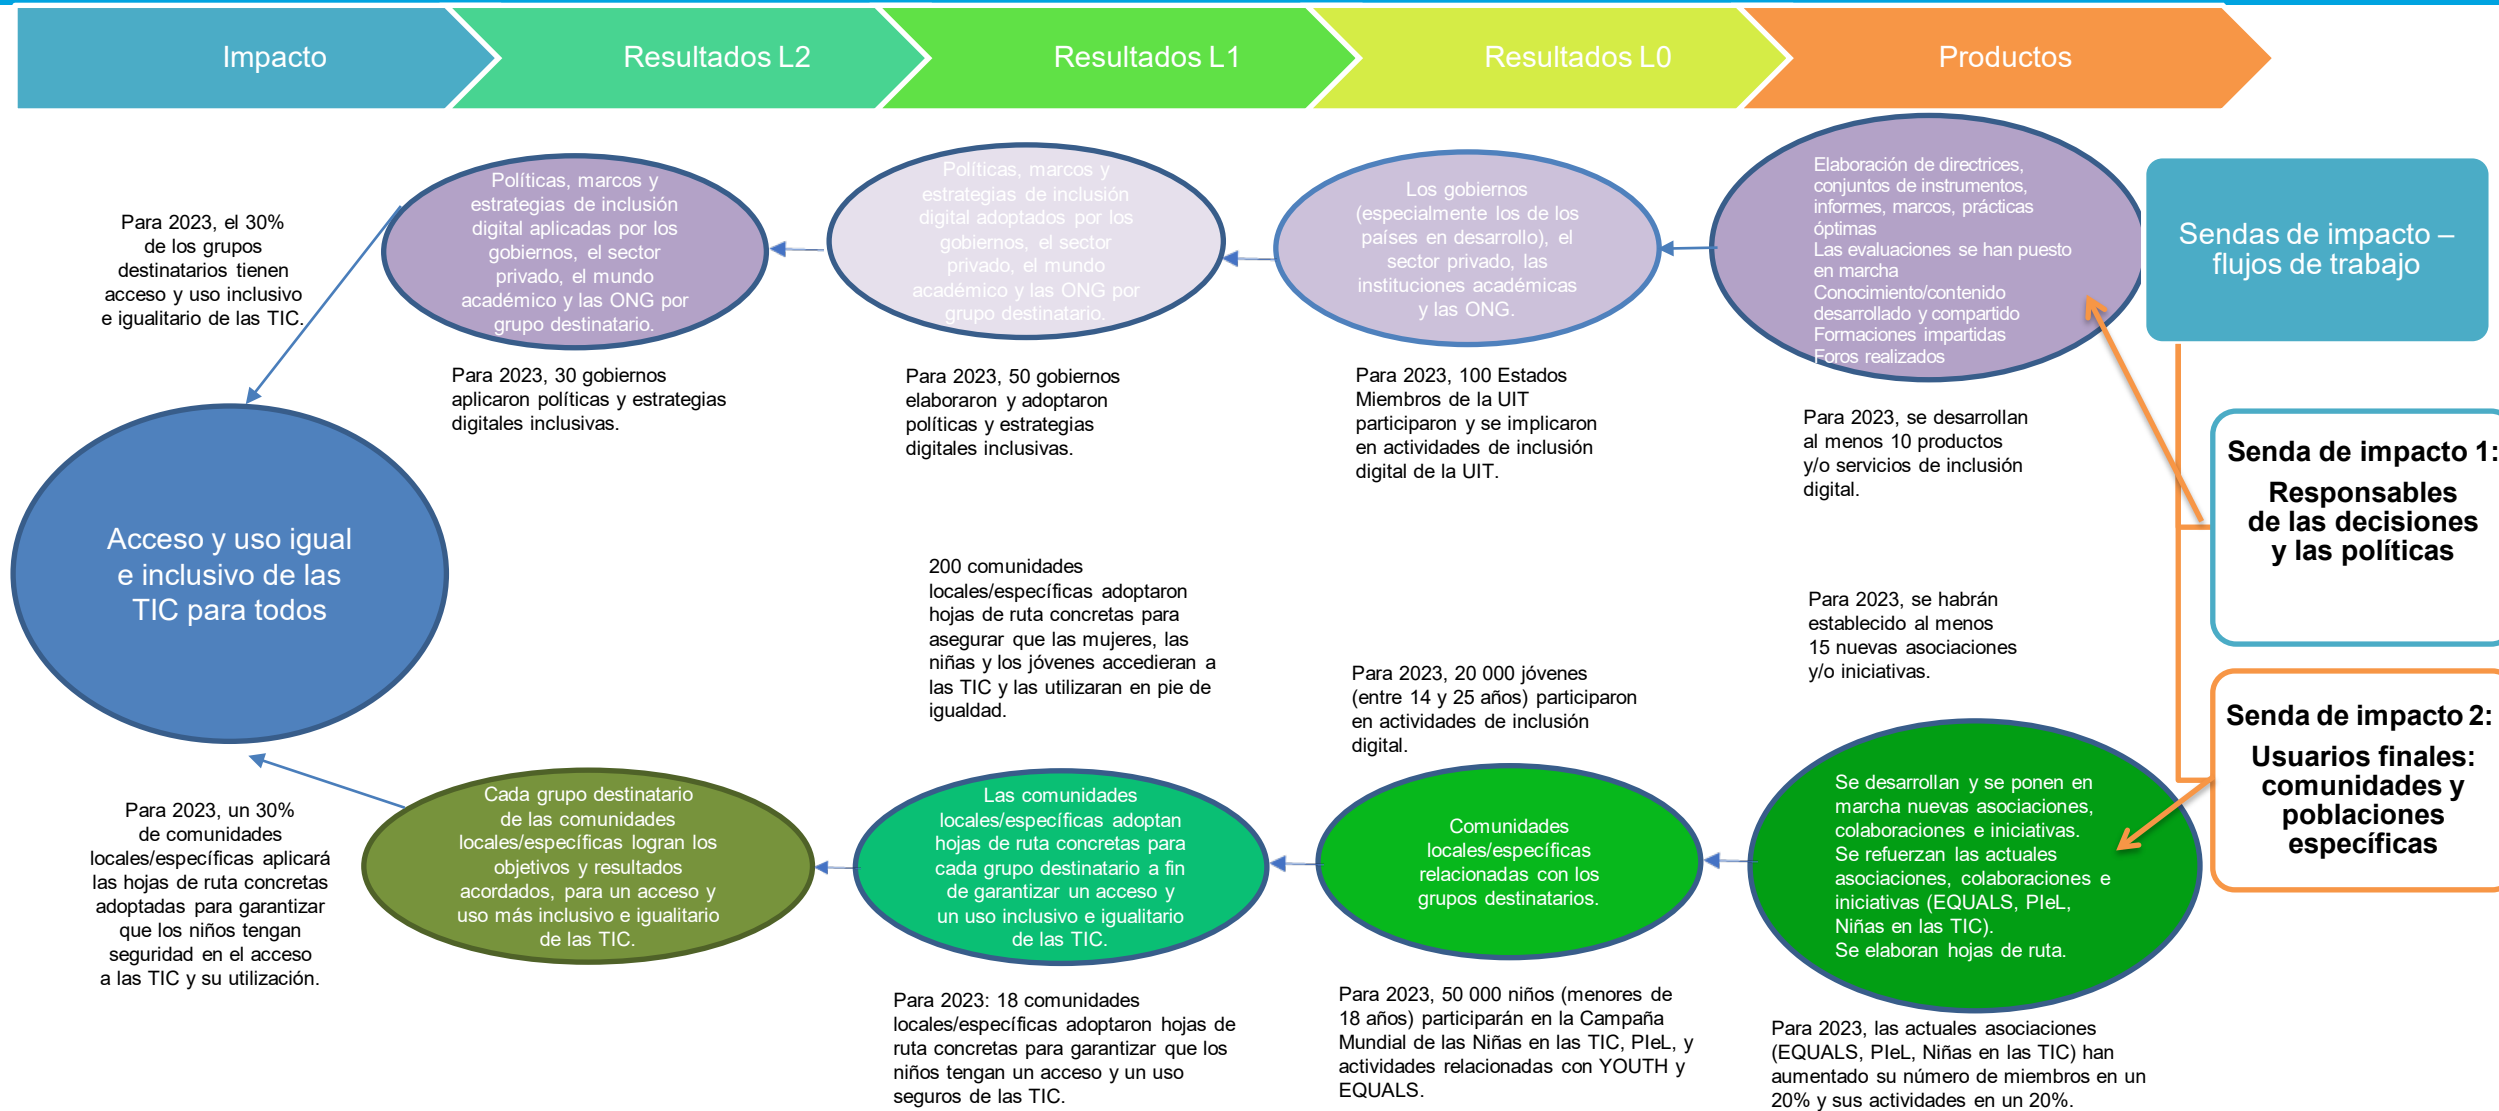 Impacto
Resultados L2
Resultados L1
Resultados L0
Productos
Para 2023, el 30%
de los grupos
destinatarios tienen
acceso y uso inclusivo
e igualitario de las TIC.
Políticas, marcos y
estrategias de inclusión
digital aplicadas por los
gobiernos, el sector
privado, el mundo
académico y las ONG por
grupo destinatario.
Políticas, marcos y
estrategias de inclusión
digital adoptados por los
gobiernos, el sector
privado, el mundo
académico y las ONG por
grupo destinatario.
Los gobiernos
(especialmente los de los
países en desarrollo), el
sector privado, las
instituciones académicas
y las ONG.
Elaboración de directrices,
conjuntos de instrumentos,
informes, marcos, prácticas
óptimas
Las evaluaciones se han puesto
en marcha
Conocimiento/contenido
desarrollado y compartido
Formaciones impartidas
Foros realizados
Sendas de impacto –
flujos de trabajo
Para 2023, 30 gobiernos
aplicaron políticas y estrategias
digitales inclusivas.
Para 2023, 50 gobiernos
elaboraron y adoptaron
políticas y estrategias
digitales inclusivas.
Para 2023, 100 Estados
Miembros de la UIT
participaron y se implicaron
en actividades de inclusión
digital de la UIT.
Para 2023, se desarrollan
al menos 10 productos
y/o servicios de inclusión
digital.
Senda de impacto 1:
Responsables
de las decisiones
y las políticas
Acceso y uso igual
e inclusivo de las
TIC para todos
200 comunidades
locales/específicas adoptaron
hojas de ruta concretas para
asegurar que las mujeres, las
niñas y los jóvenes accedieran a
las TIC y las utilizaran en pie de
igualdad.
Para 2023, 20 000 jóvenes
(entre 14 y 25 años) participaron
en actividades de inclusión
digital.
Para 2023, se habrán
establecido al menos
15 nuevas asociaciones
y/o iniciativas.
Senda de impacto 2:
Usuarios finales:
comunidades y
poblaciones
específicas
Para 2023, un 30%
de comunidades
locales/específicas aplicará
las hojas de ruta concretas
adoptadas para garantizar
que los niños tengan
seguridad en el acceso
a las TIC y su utilización.
Cada grupo destinatario
de las comunidades
locales/específicas logran los
objetivos y resultados
acordados, para un acceso y
uso más inclusivo e igualitario
de las TIC.
Las comunidades
locales/específicas adoptan
hojas de ruta concretas para
cada grupo destinatario a fin
de garantizar un acceso y
un uso inclusivo e igualitario
de las TIC.
Comunidades
locales/específicas
relacionadas con los
grupos destinatarios.
Se desarrollan y se ponen en
marcha nuevas asociaciones,
colaboraciones e iniciativas.
Se refuerzan las actuales
asociaciones, colaboraciones e
iniciativas (EQUALS, PIeL,
Niñas en las TIC).
Se elaboran hojas de ruta.
Para 2023: 18 comunidades
locales/específicas adoptaron hojas de
ruta concretas para garantizar que los
niños tengan un acceso y un uso
seguros de las TIC.
Para 2023, 50 000 niños (menores de
18 años) participarán en la Campaña
Mundial de las Niñas en las TIC, PIeL, y
actividades relacionadas con YOUTH y
EQUALS.
Para 2023, las actuales asociaciones
(EQUALS, PIeL, Niñas en las TIC) han
aumentado su número de miembros en un
20% y sus actividades en un 20%.